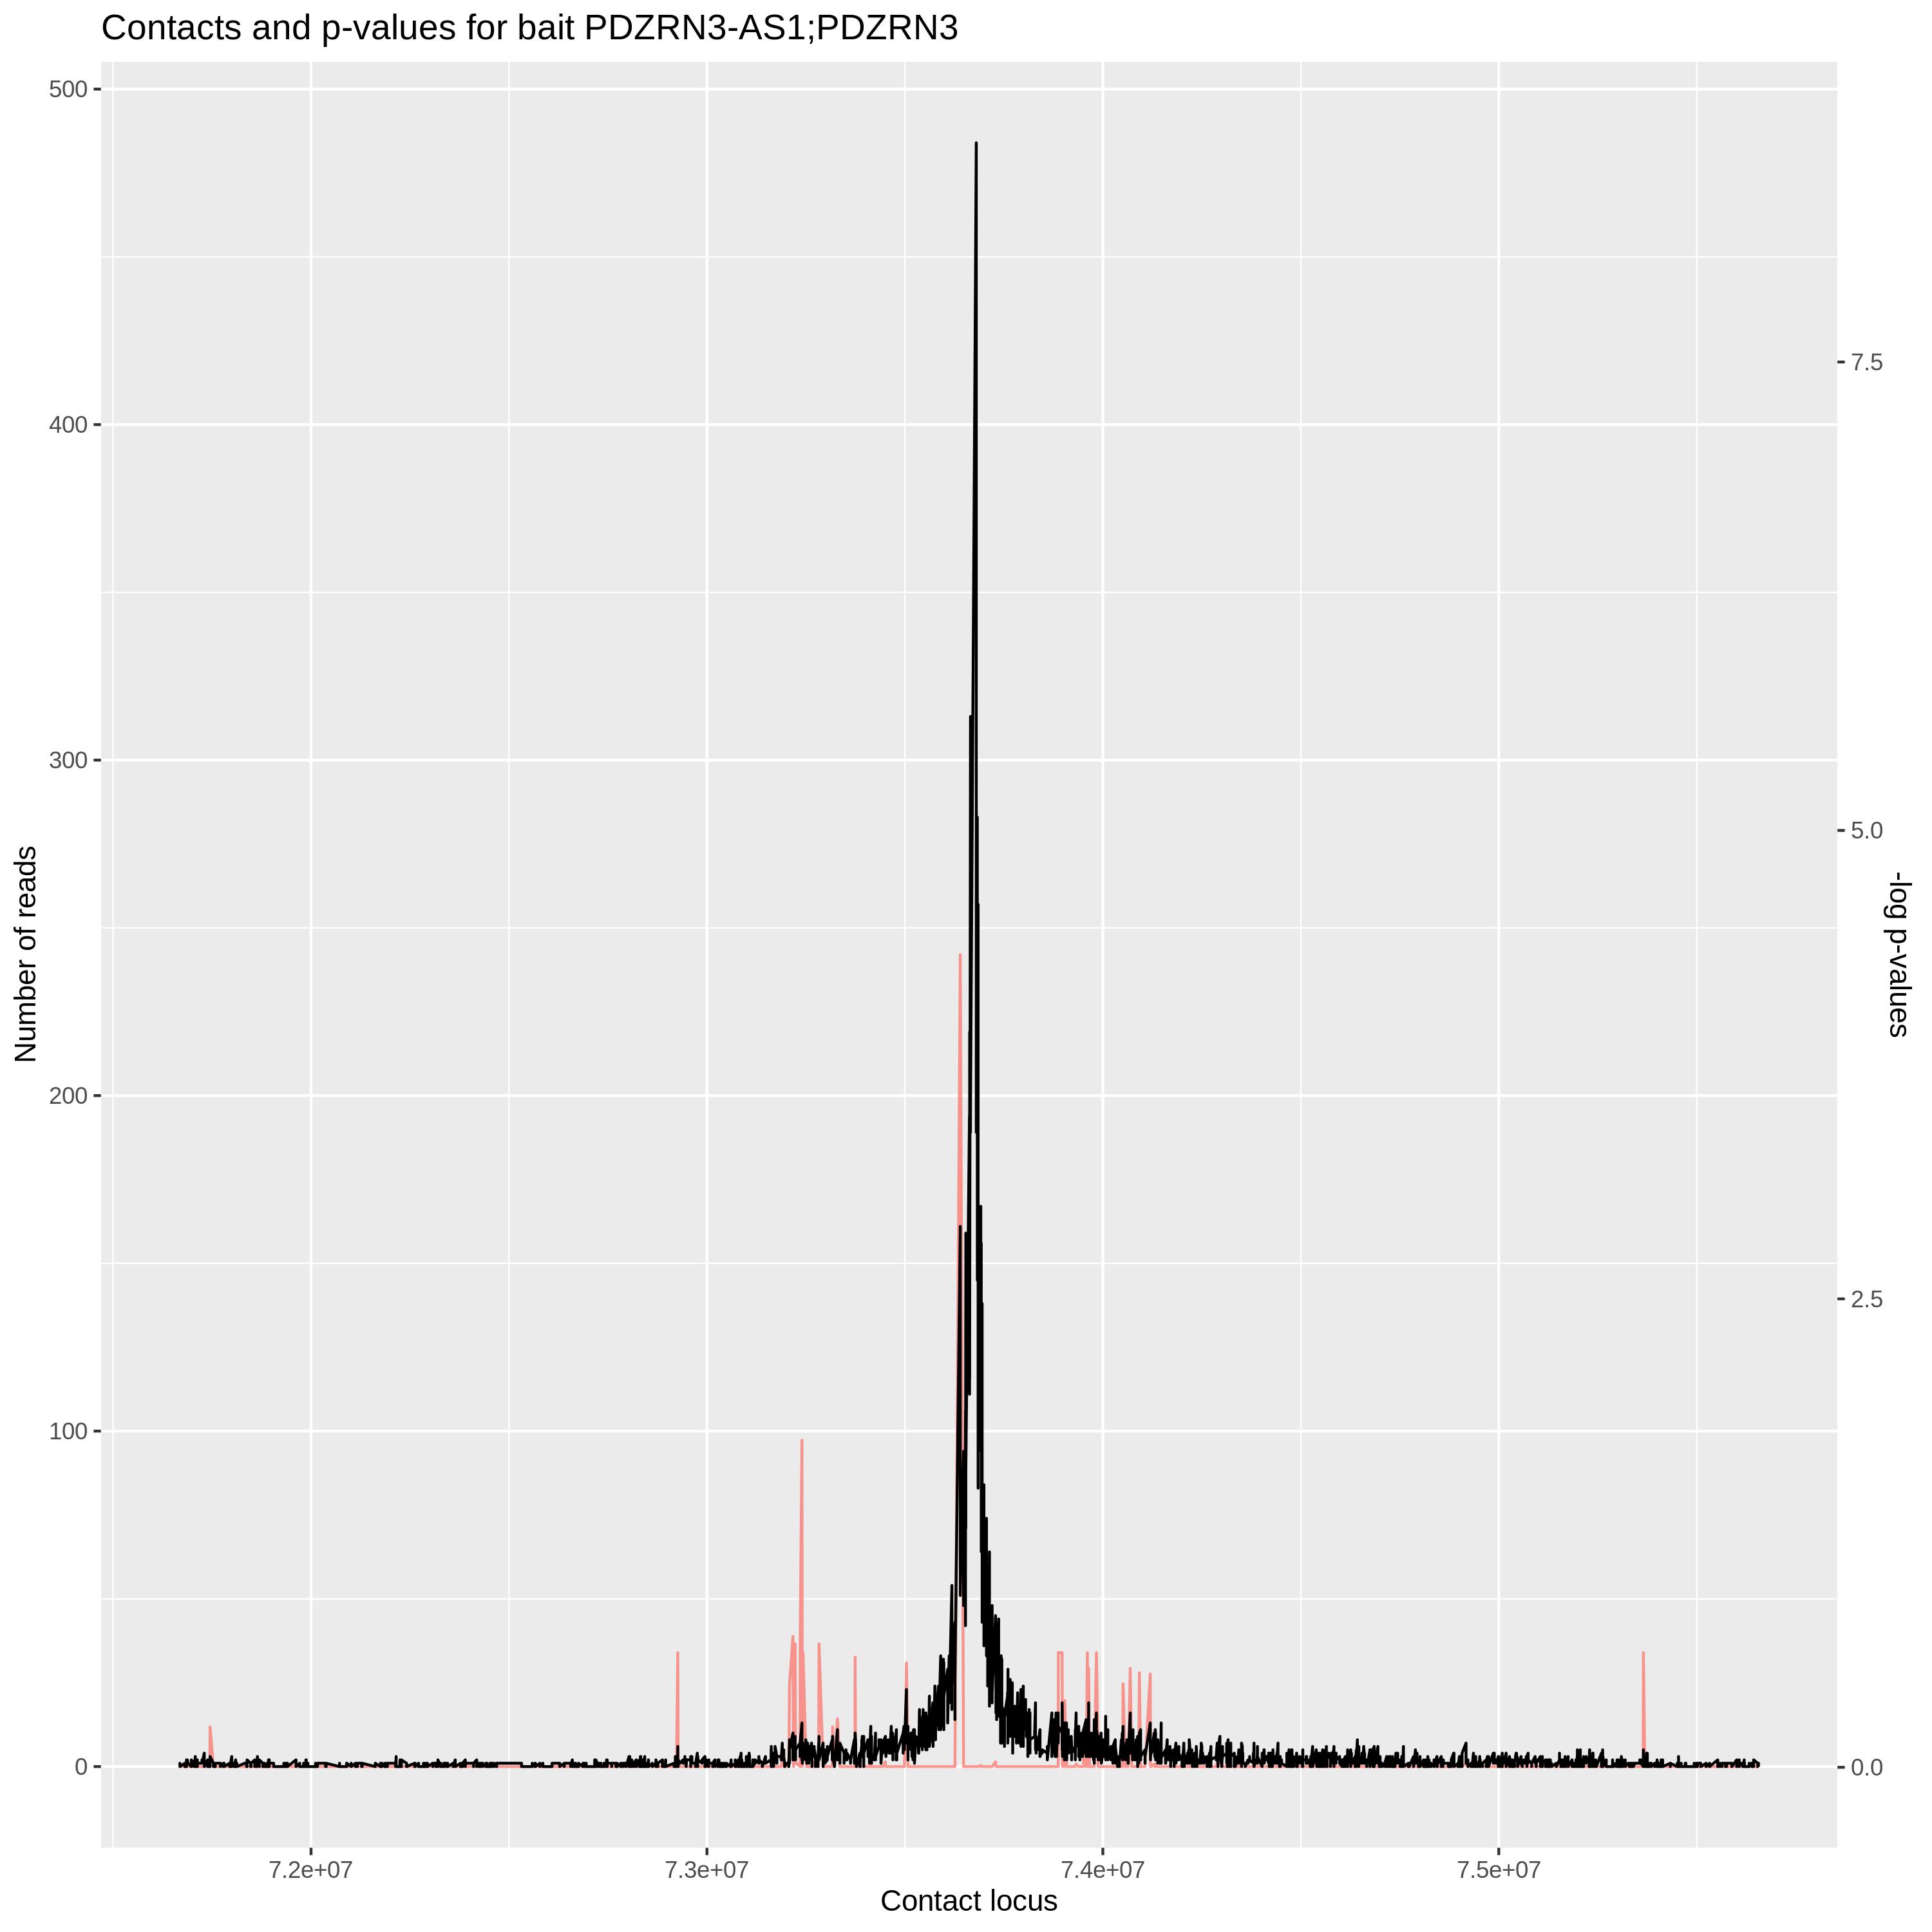 Contacts and p-values for bait PDZRN3-AS1;PDZRN3
500
400
300
200
100
0
Number of reads
7.5
5.0
2.5
0.0
-log p-values
7.2e+07
7.3e+07
7.4e+07
7.5e+07
Contact locus